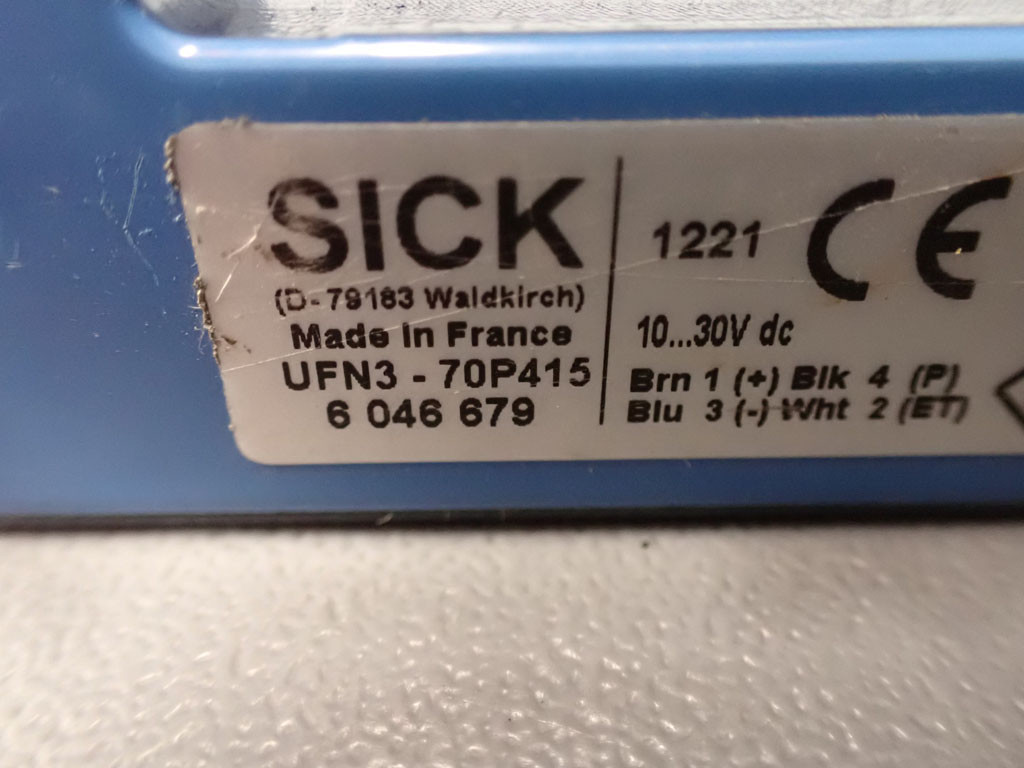 SICK
(D-79183 Waldkirch)
Made in France
UFN3 - 70P415
6 046 679
1221 CE
10...30V dc
Brn 1 (+) Blk 4 (P)
Blu 3 (-) Wht 2 (ET)